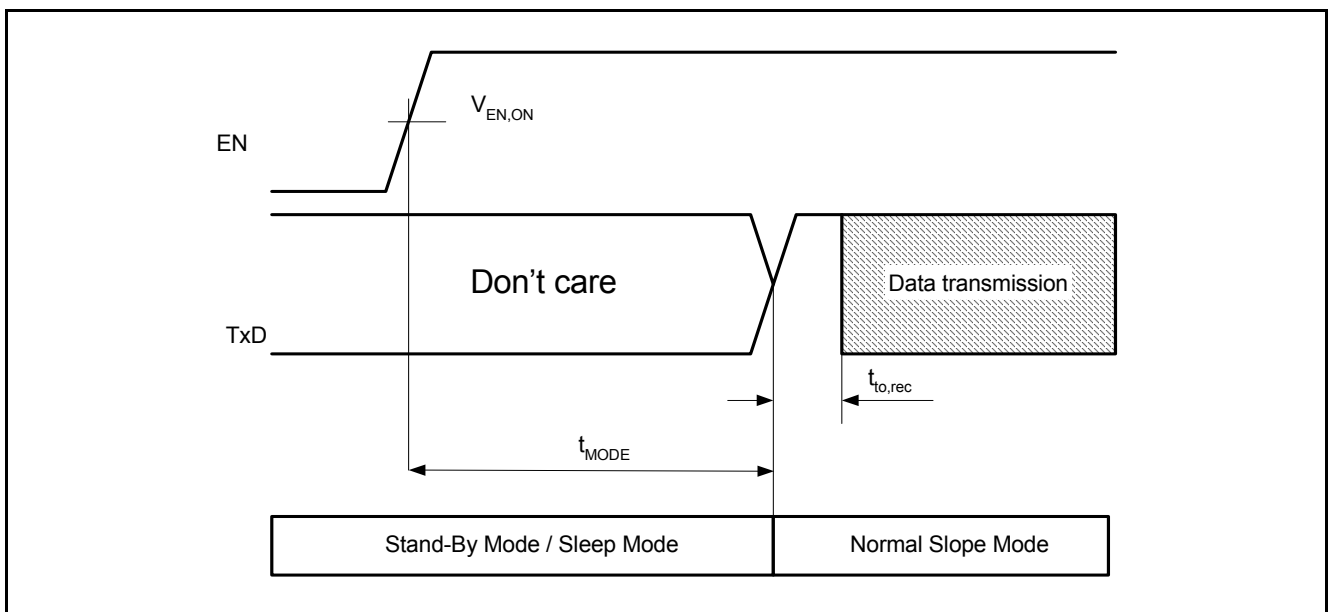 V_EN,ON
EN
Don't care
Data transmission
TxD
t_to,rec
t_MODE
Stand-By Mode / Sleep Mode
Normal Slope Mode